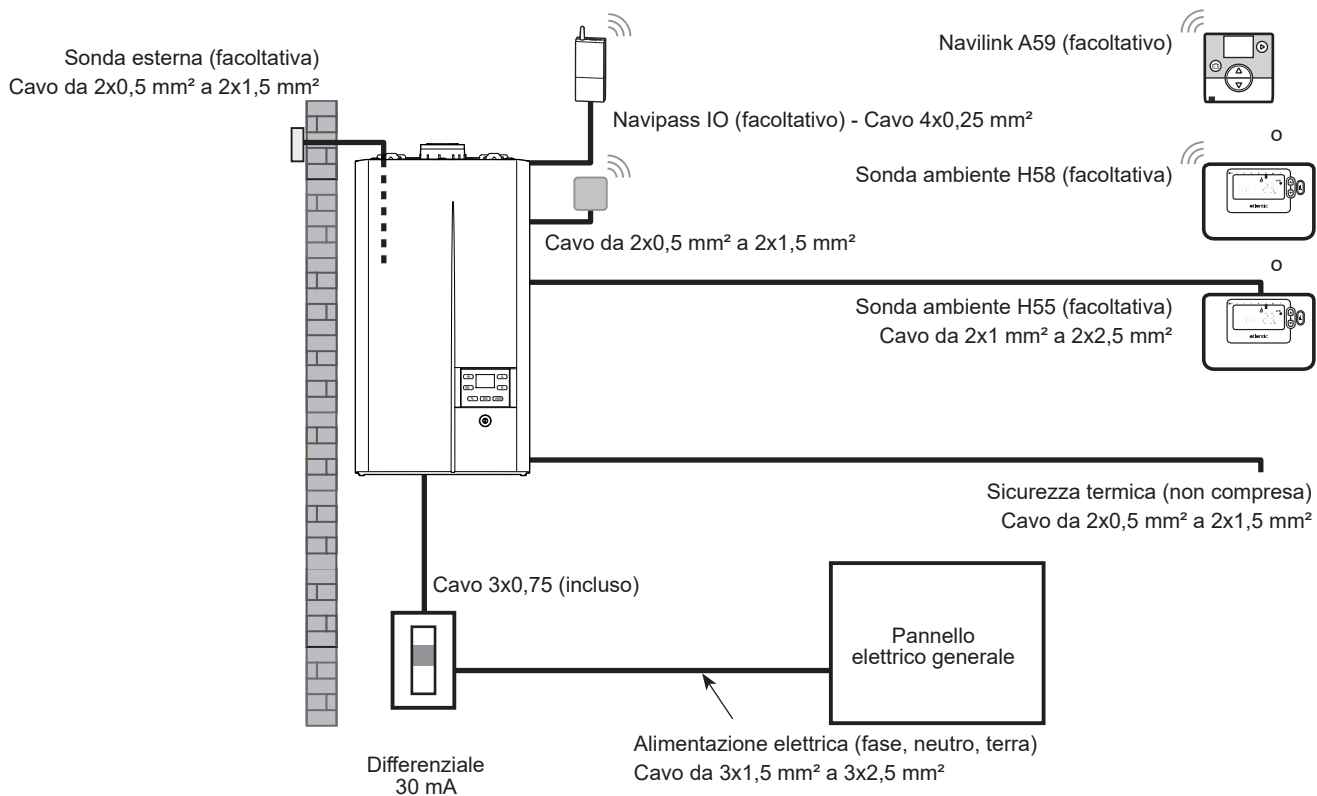 Sonda esterna (facoltativa)
Cavo da 2x0,5 mm² a 2x1,5 mm²
Navilink A59 (facoltativo)
Navipass IO (facoltativo) - Cavo 4x0,25 mm²
o
Sonda ambiente H58 (facoltativa)
atlantic
Cavo da 2x0,5 mm² a 2x1,5 mm²
o
Sonda ambiente H55 (facoltativa)
Cavo da 2x1 mm² a 2x2,5 mm²
atlantic
Sicurezza termica (non compresa)
Cavo da 2x0,5 mm² a 2x1,5 mm²
Cavo 3x0,75 (incluso)
Pannello
elettrico generale
Alimentazione elettrica (fase, neutro, terra)
Cavo da 3x1,5 mm² a 3x2,5 mm²
Differenziale
30 mA